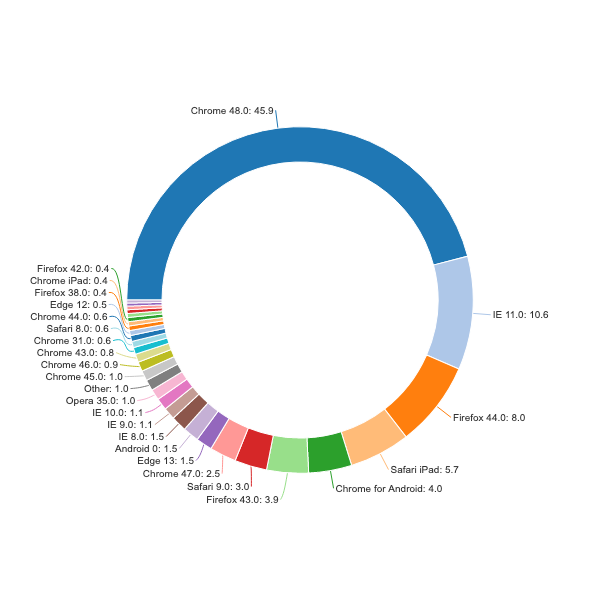 Chrome 48.0: 45.9
IE 11.0: 10.6
Firefox 44.0: 8.0
Safari iPad: 5.7
Chrome for Android: 4.0
Firefox 43.0: 3.9
Safari 9.0: 3.0
Chrome 47.0: 2.5
Edge 13: 1.5
Android 0: 1.5
IE 8.0: 1.5
IE 9.0: 1.1
IE 10.0: 1.1
Opera 35.0: 1.0
Other: 1.0
Chrome 45.0: 1.0
Chrome 46.0: 0.9
Chrome 43.0: 0.8
Chrome 31.0: 0.6
Safari 8.0: 0.6
Chrome 44.0: 0.6
Edge 12: 0.5
Firefox 38.0: 0.4
Chrome iPad: 0.4
Firefox 42.0: 0.4